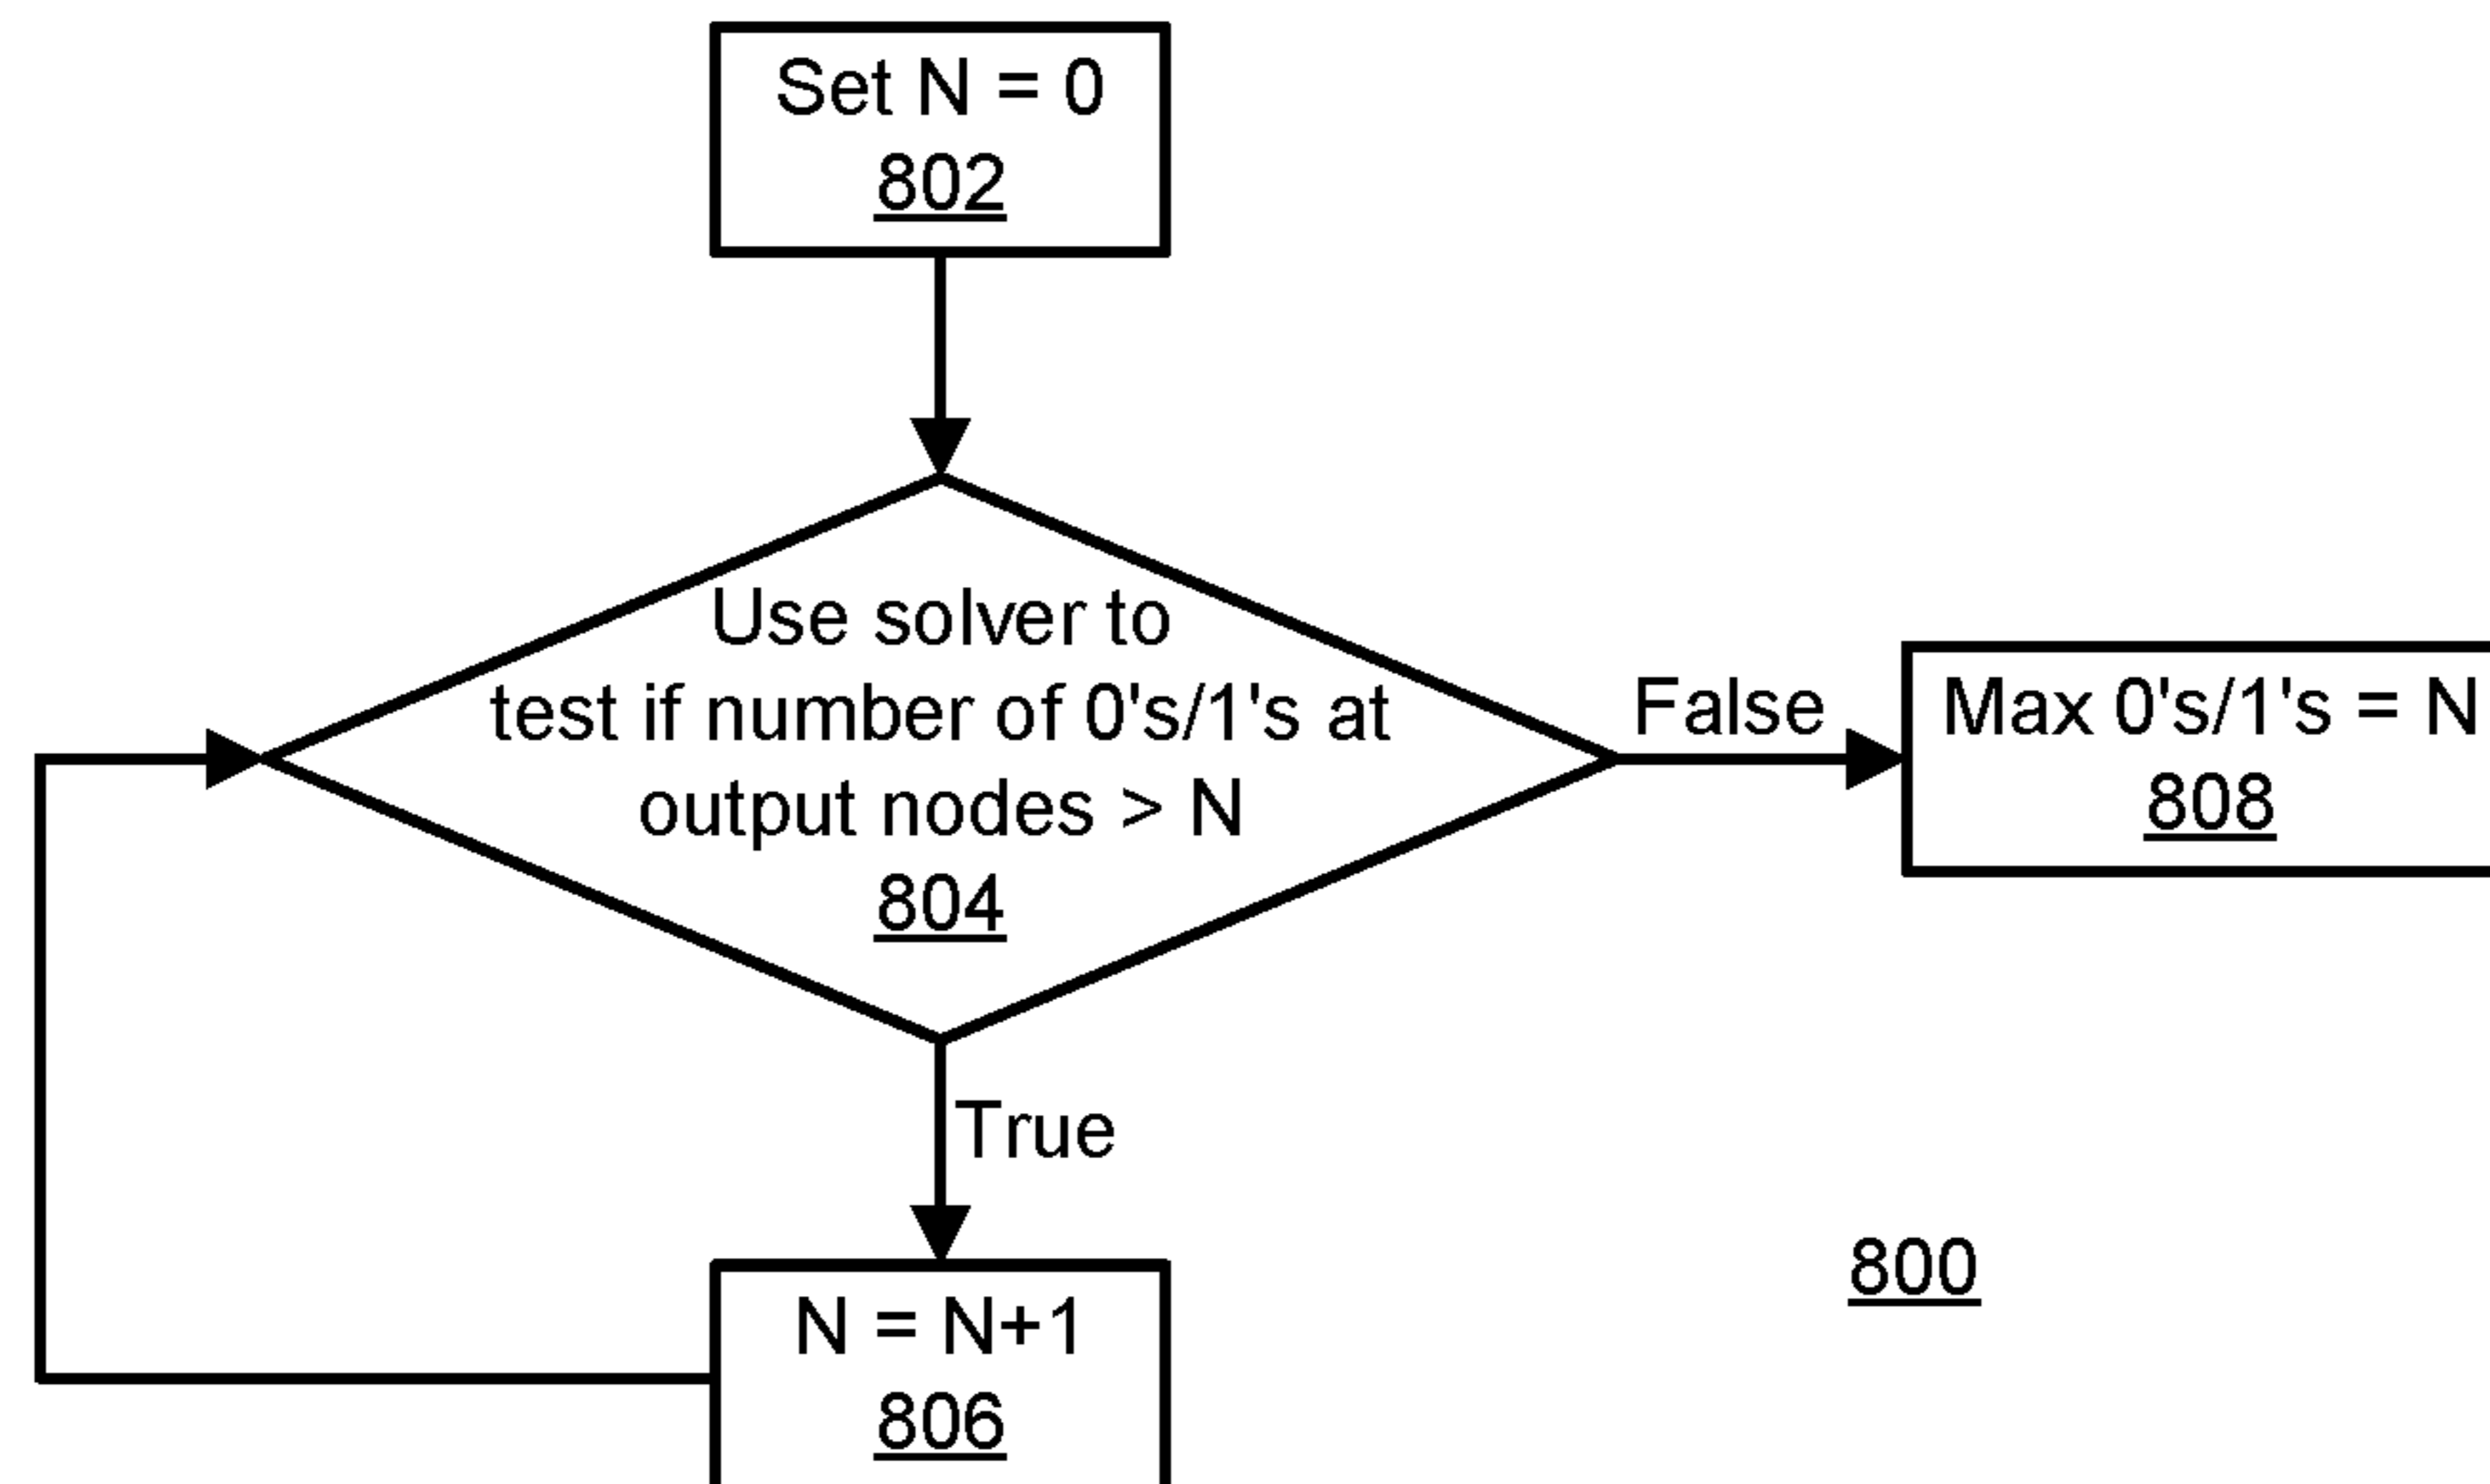 Set N = 0
802
Use solver to
test if number of 0's/1's at
output nodes > N
804
False
Max 0's/1's = N
808
True
N = N+1
806
800